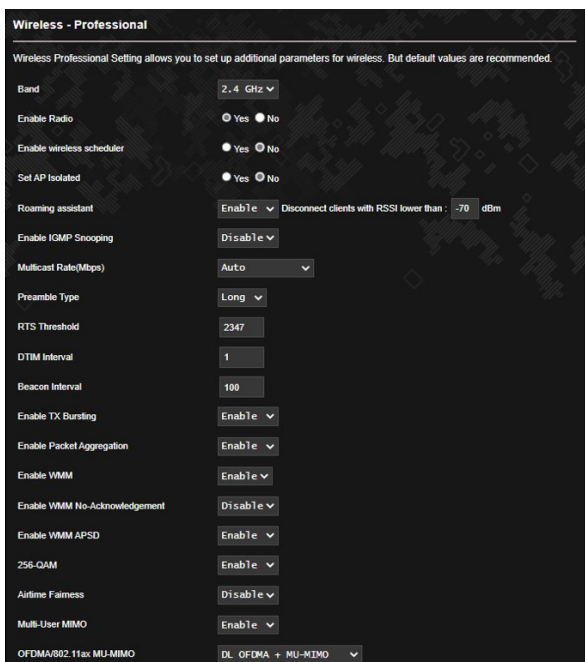 Wireless - Professional
Wireless Professional Setting allows you to set up additional parameters for wireless. But default values are recommended.
Band 2.4 GHz
Enable Radio Yes No
Enable wireless scheduler Yes No
Set AP Isolated Yes No
Roaming assistant Enable Disconnect clients with RSSI lower than : -70 dBm
Enable IGMP Snooping Disable
Multicast Rate(Mbps) Auto
Preamble Type Long
RTS Threshold 2347
DTIM Interval 1
Beacon Interval 100
Enable TX Bursting Enable
Enable Packet Aggregation Enable
Enable WMM Enable
Enable WMM No-Acknowledgement Disable
Enable WMM APSD Enable
256-QAM Enable
Airtime Fairness Disable
Multi-User MIMO Enable
OFDMA/802.11ax MU-MIMO DL OFDMA + MU-MIMO